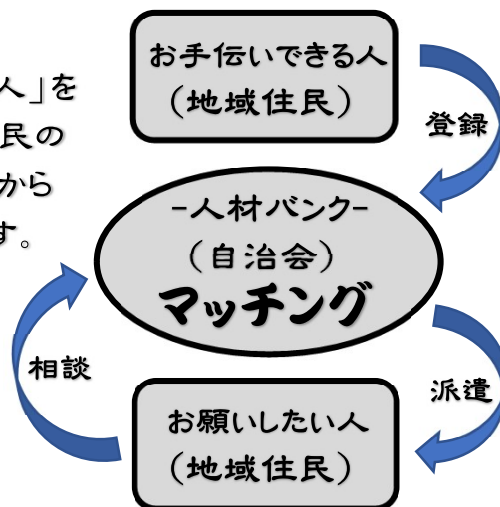 お手伝いできる人
(地域住民)
登録
人」を
民の
から
す。
-人材バンク-
(自治会)
マッチング
相談
派遣
お願いしたい人
(地域住民)